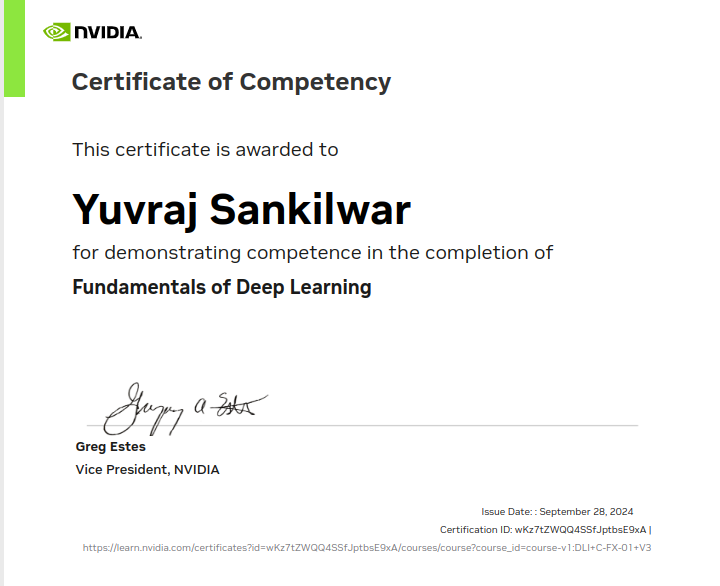 NVIDIA.
Certificate of Competency
This certificate is awarded to
Yuvraj Sankilwar
for demonstrating competence in the completion of
Fundamentals of Deep Learning
Gregory A Estes
Greg Estes
Vice President, NVIDIA
Issue Date: : September 28, 2024
Certification ID: wKz7tZWQQ4SSfJptbsE9xA |
https://learn.nvidia.com/certificates?id=wKz7tZWQQ4SSfJptbsE9xA/courses/course?course_id=course-v1:DLI+C-FX-01+V3